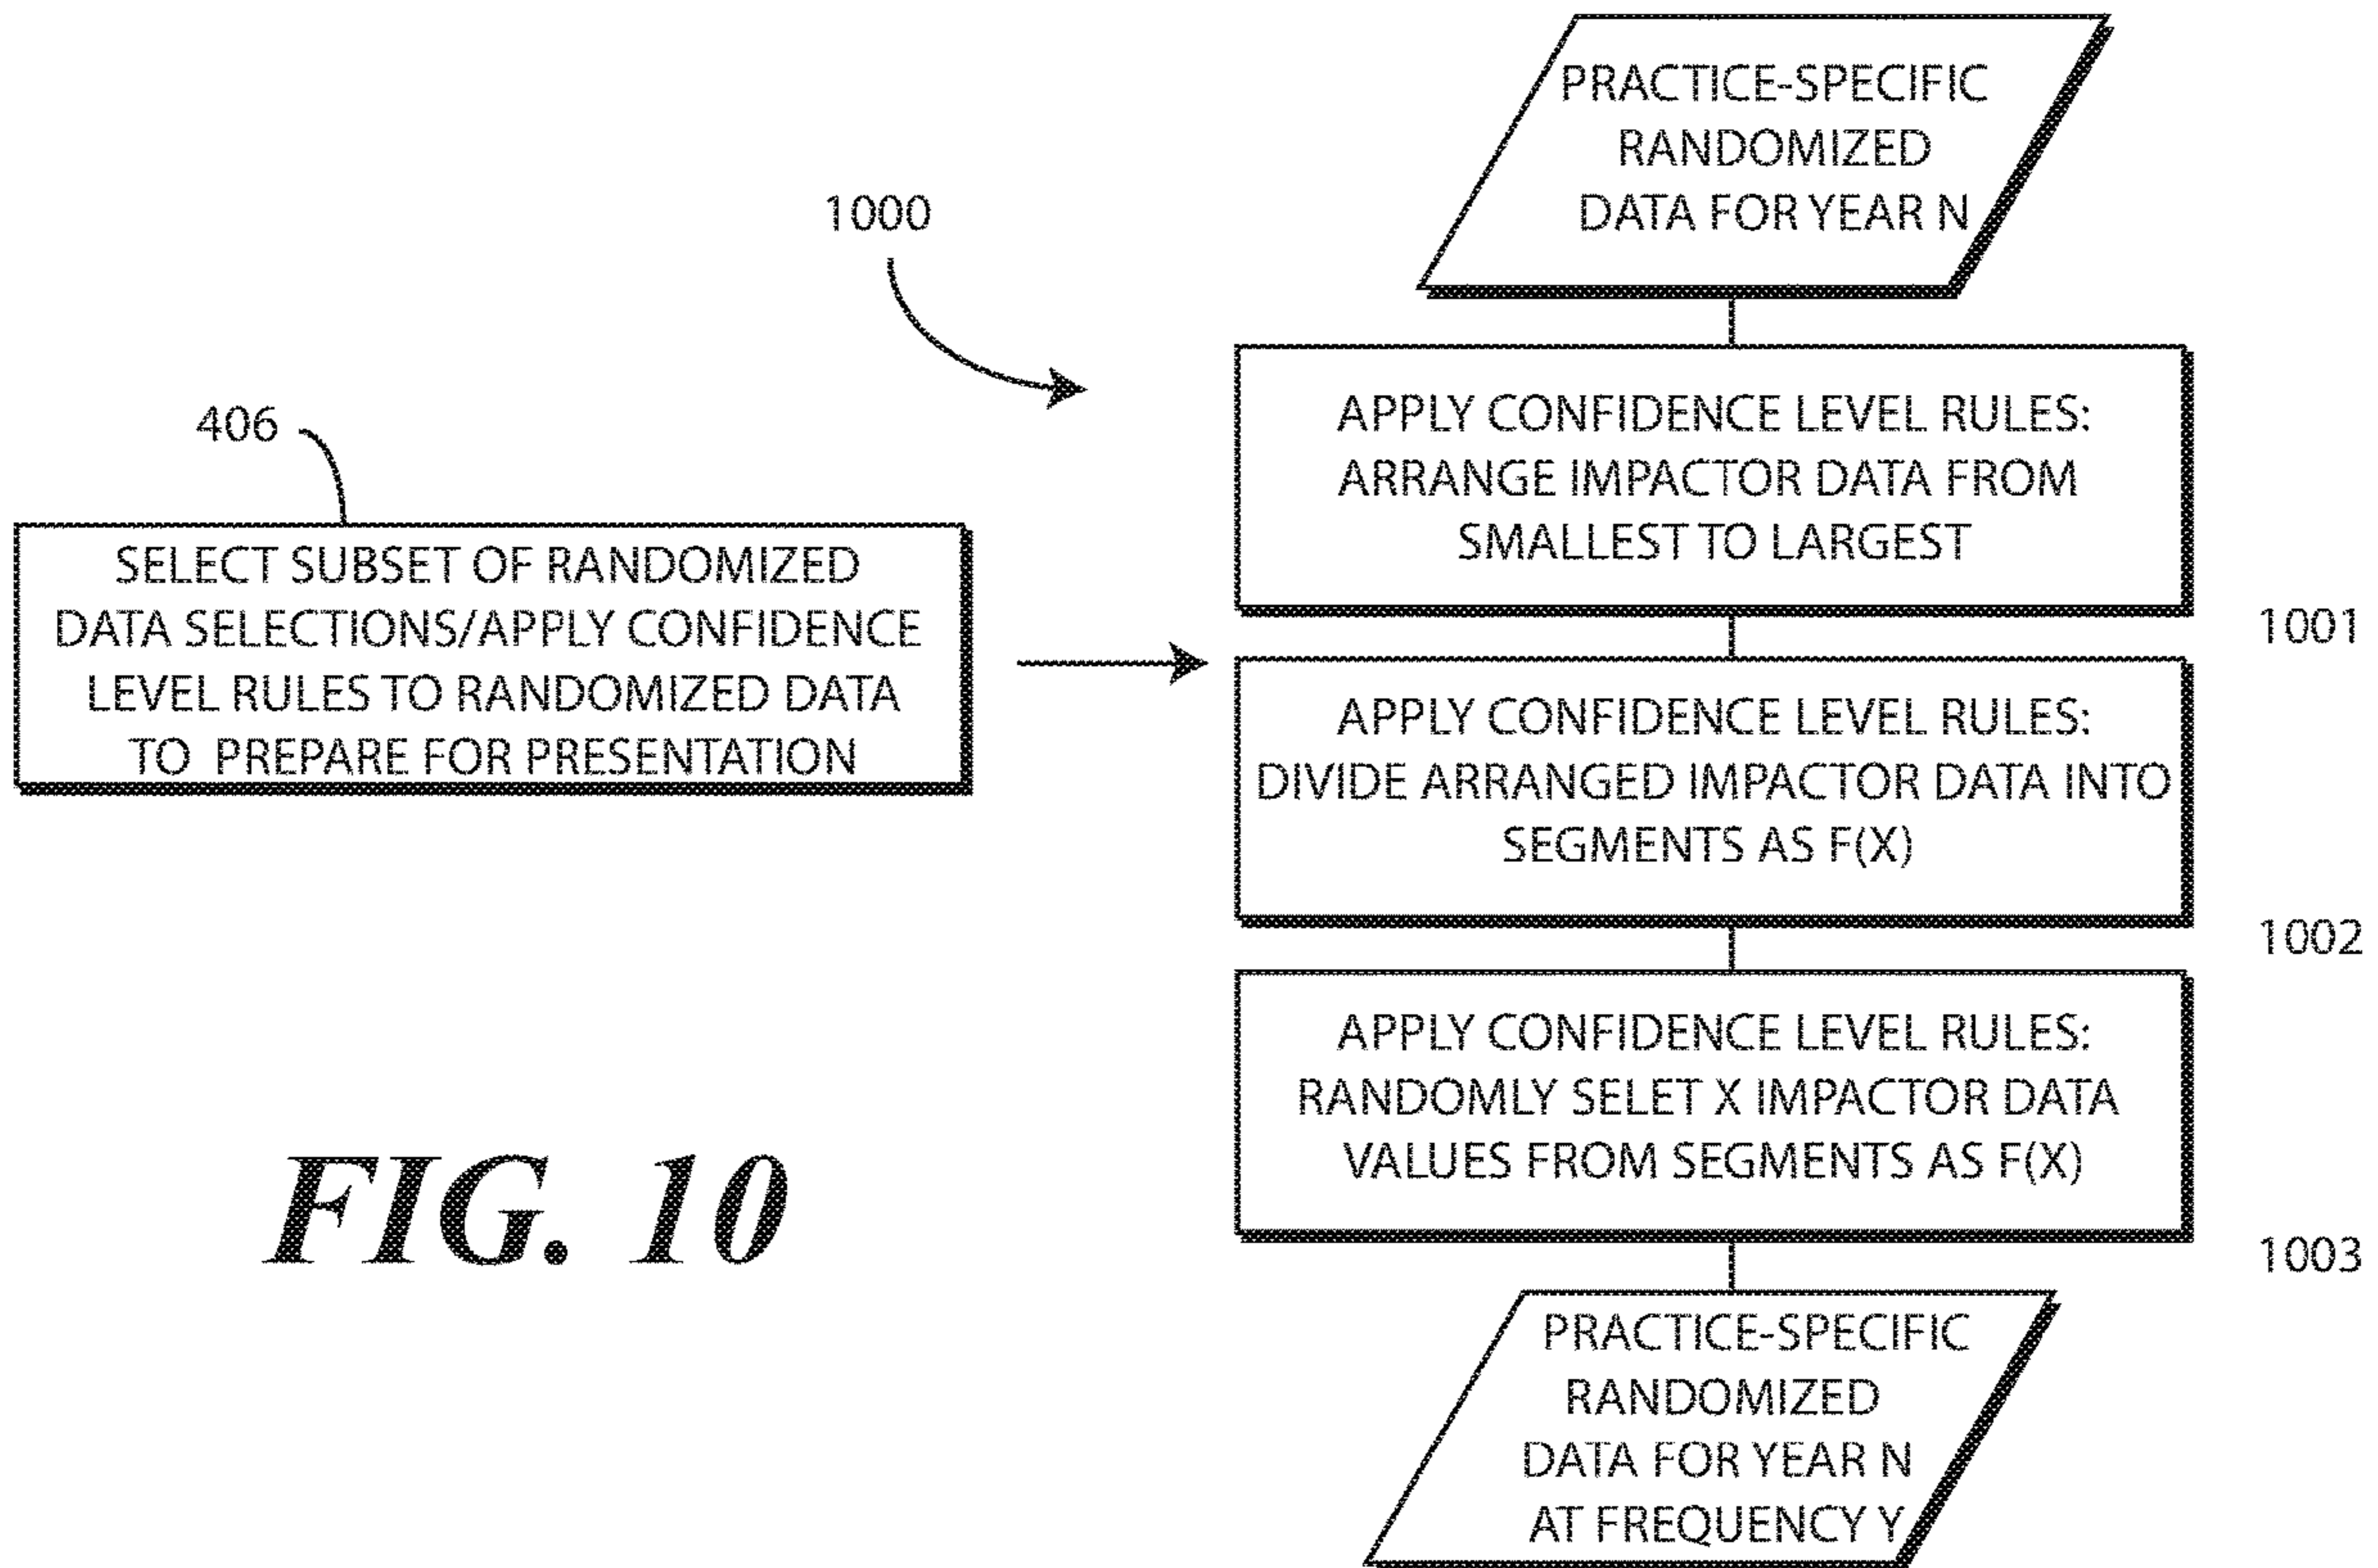 PRACTICE-SPECIFIC
RANDOMIZED
DATA FOR YEAR N
1000
APPLY CONFIDENCE LEVEL RULES:
ARRANGE IMPACTOR DATA FROM
SMALLEST TO LARGEST
1001
406
SELECT SUBSET OF RANDOMIZED
DATA SELECTIONS/APPLY CONFIDENCE
LEVEL RULES TO RANDOMIZED DATA
TO PREPARE FOR PRESENTATION
APPLY CONFIDENCE LEVEL RULES:
DIVIDE ARRANGED IMPACTOR DATA INTO
SEGMENTS AS F(X)
1002
APPLY CONFIDENCE LEVEL RULES:
RANDOMLY SELET X IMPACTOR DATA
VALUES FROM SEGMENTS AS F(X)
1003
PRACTICE-SPECIFIC
RANDOMIZED
DATA FOR YEAR N
AT FREQUENCY Y
FIG. 10